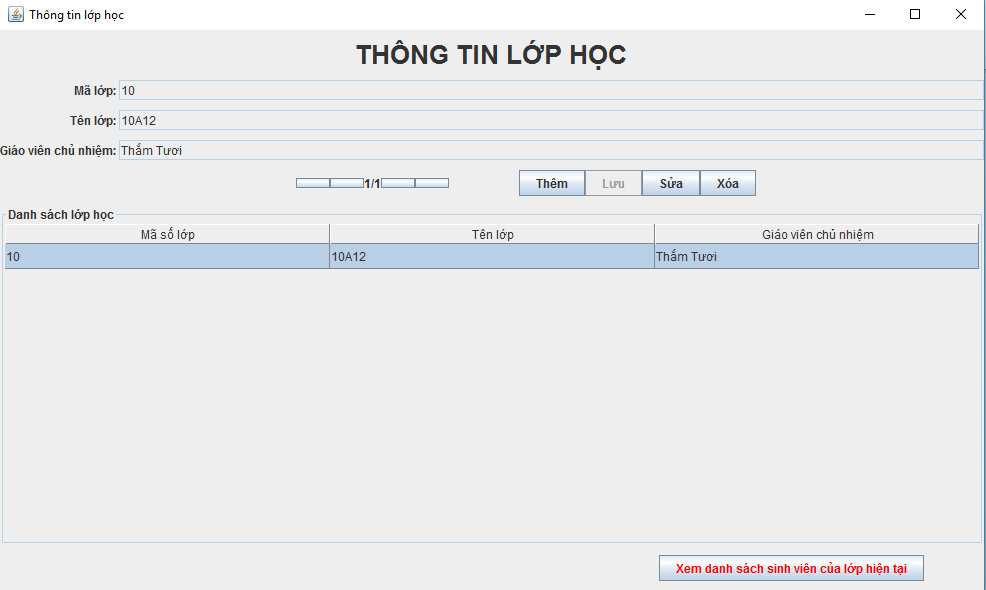 Thông tin lớp học
THÔNG TIN LỚP HỌC
Mã lớp: 10
Tên lớp: 10A12
Giáo viên chủ nhiệm: Thắm Tươi
1/1 Thêm Lưu Sửa Xóa
Danh sách lớp học
Mã số lớp Tên lớp Giáo viên chủ nhiệm
10 10A12 Thắm Tươi
Xem danh sách sinh viên của lớp hiện tại